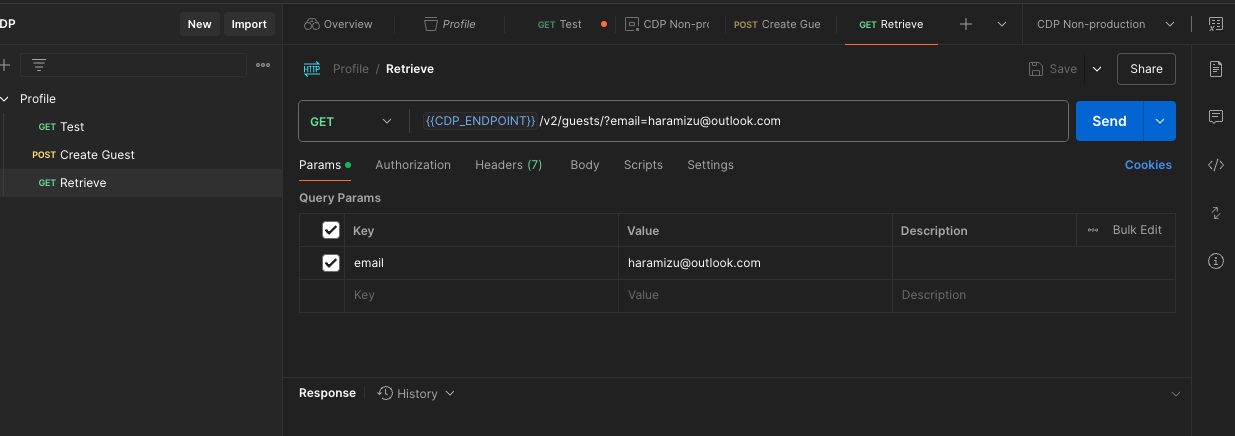 DP
New
Import
Overview
Profile
GET Test
CDP Non-prc
POST Create Gue
GET Retrieve
CDP Non-production
HTTP
Profile / Retrieve
Save
Share
Profile
GET Test
POST Create Guest
GET Retrieve
GET
{{CDP_ENDPOINT}} /v2/guests/?email=haramizu@outlook.com
Send
Params
Authorization
Headers (7)
Body
Scripts
Settings
Cookies
Query Params
Key
Value
Description
Bulk Edit
email
haramizu@outlook.com
Key
Value
Description
Response
History